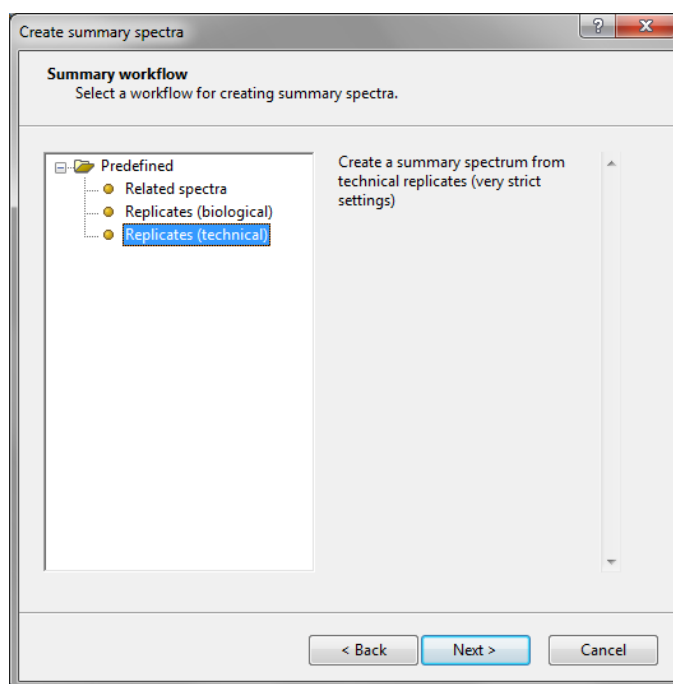 Create summary spectra
?
Summary workflow
Select a workflow for creating summary spectra.
Predefined
Related spectra
Replicates (biological)
Replicates (technical)
Create a summary spectrum from
technical replicates (very strict
settings)
< Back
Next >
Cancel